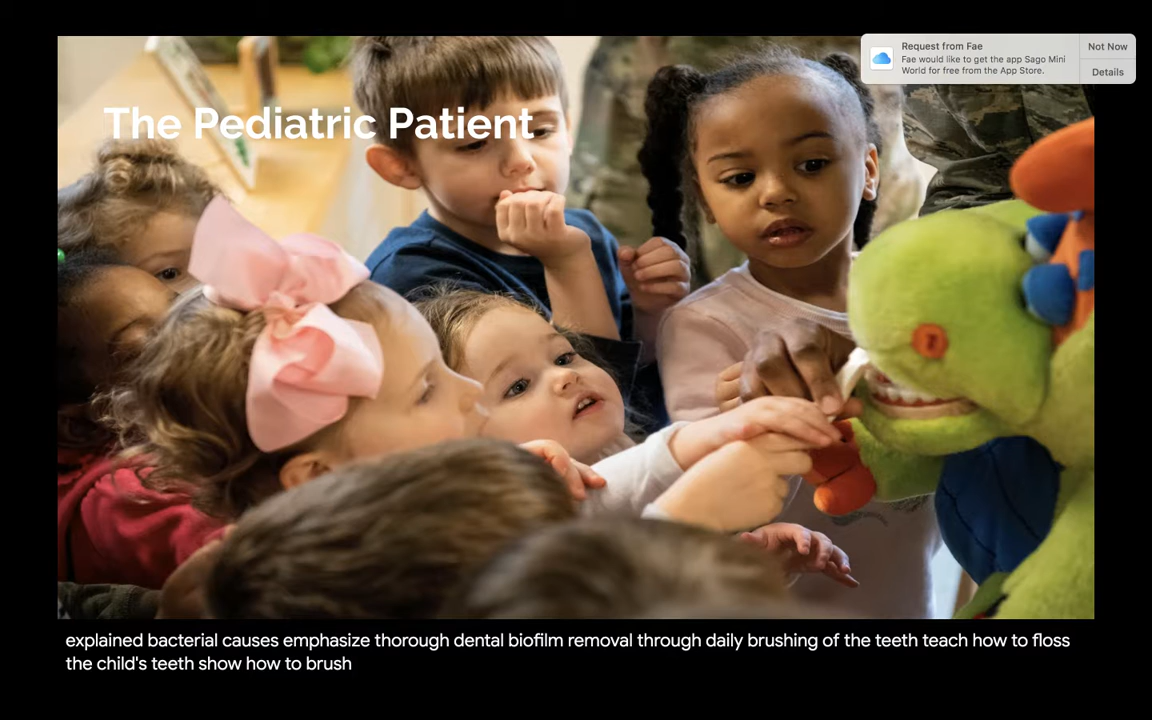 The Pediatric Patient
Request from Fae
Fae would like to get the app Sago Mini
World for free from the App Store.
Not Now
Details
explained bacterial causes emphasize thorough dental biofilm removal through daily brushing of the teeth teach how to floss
the child's teeth show how to brush